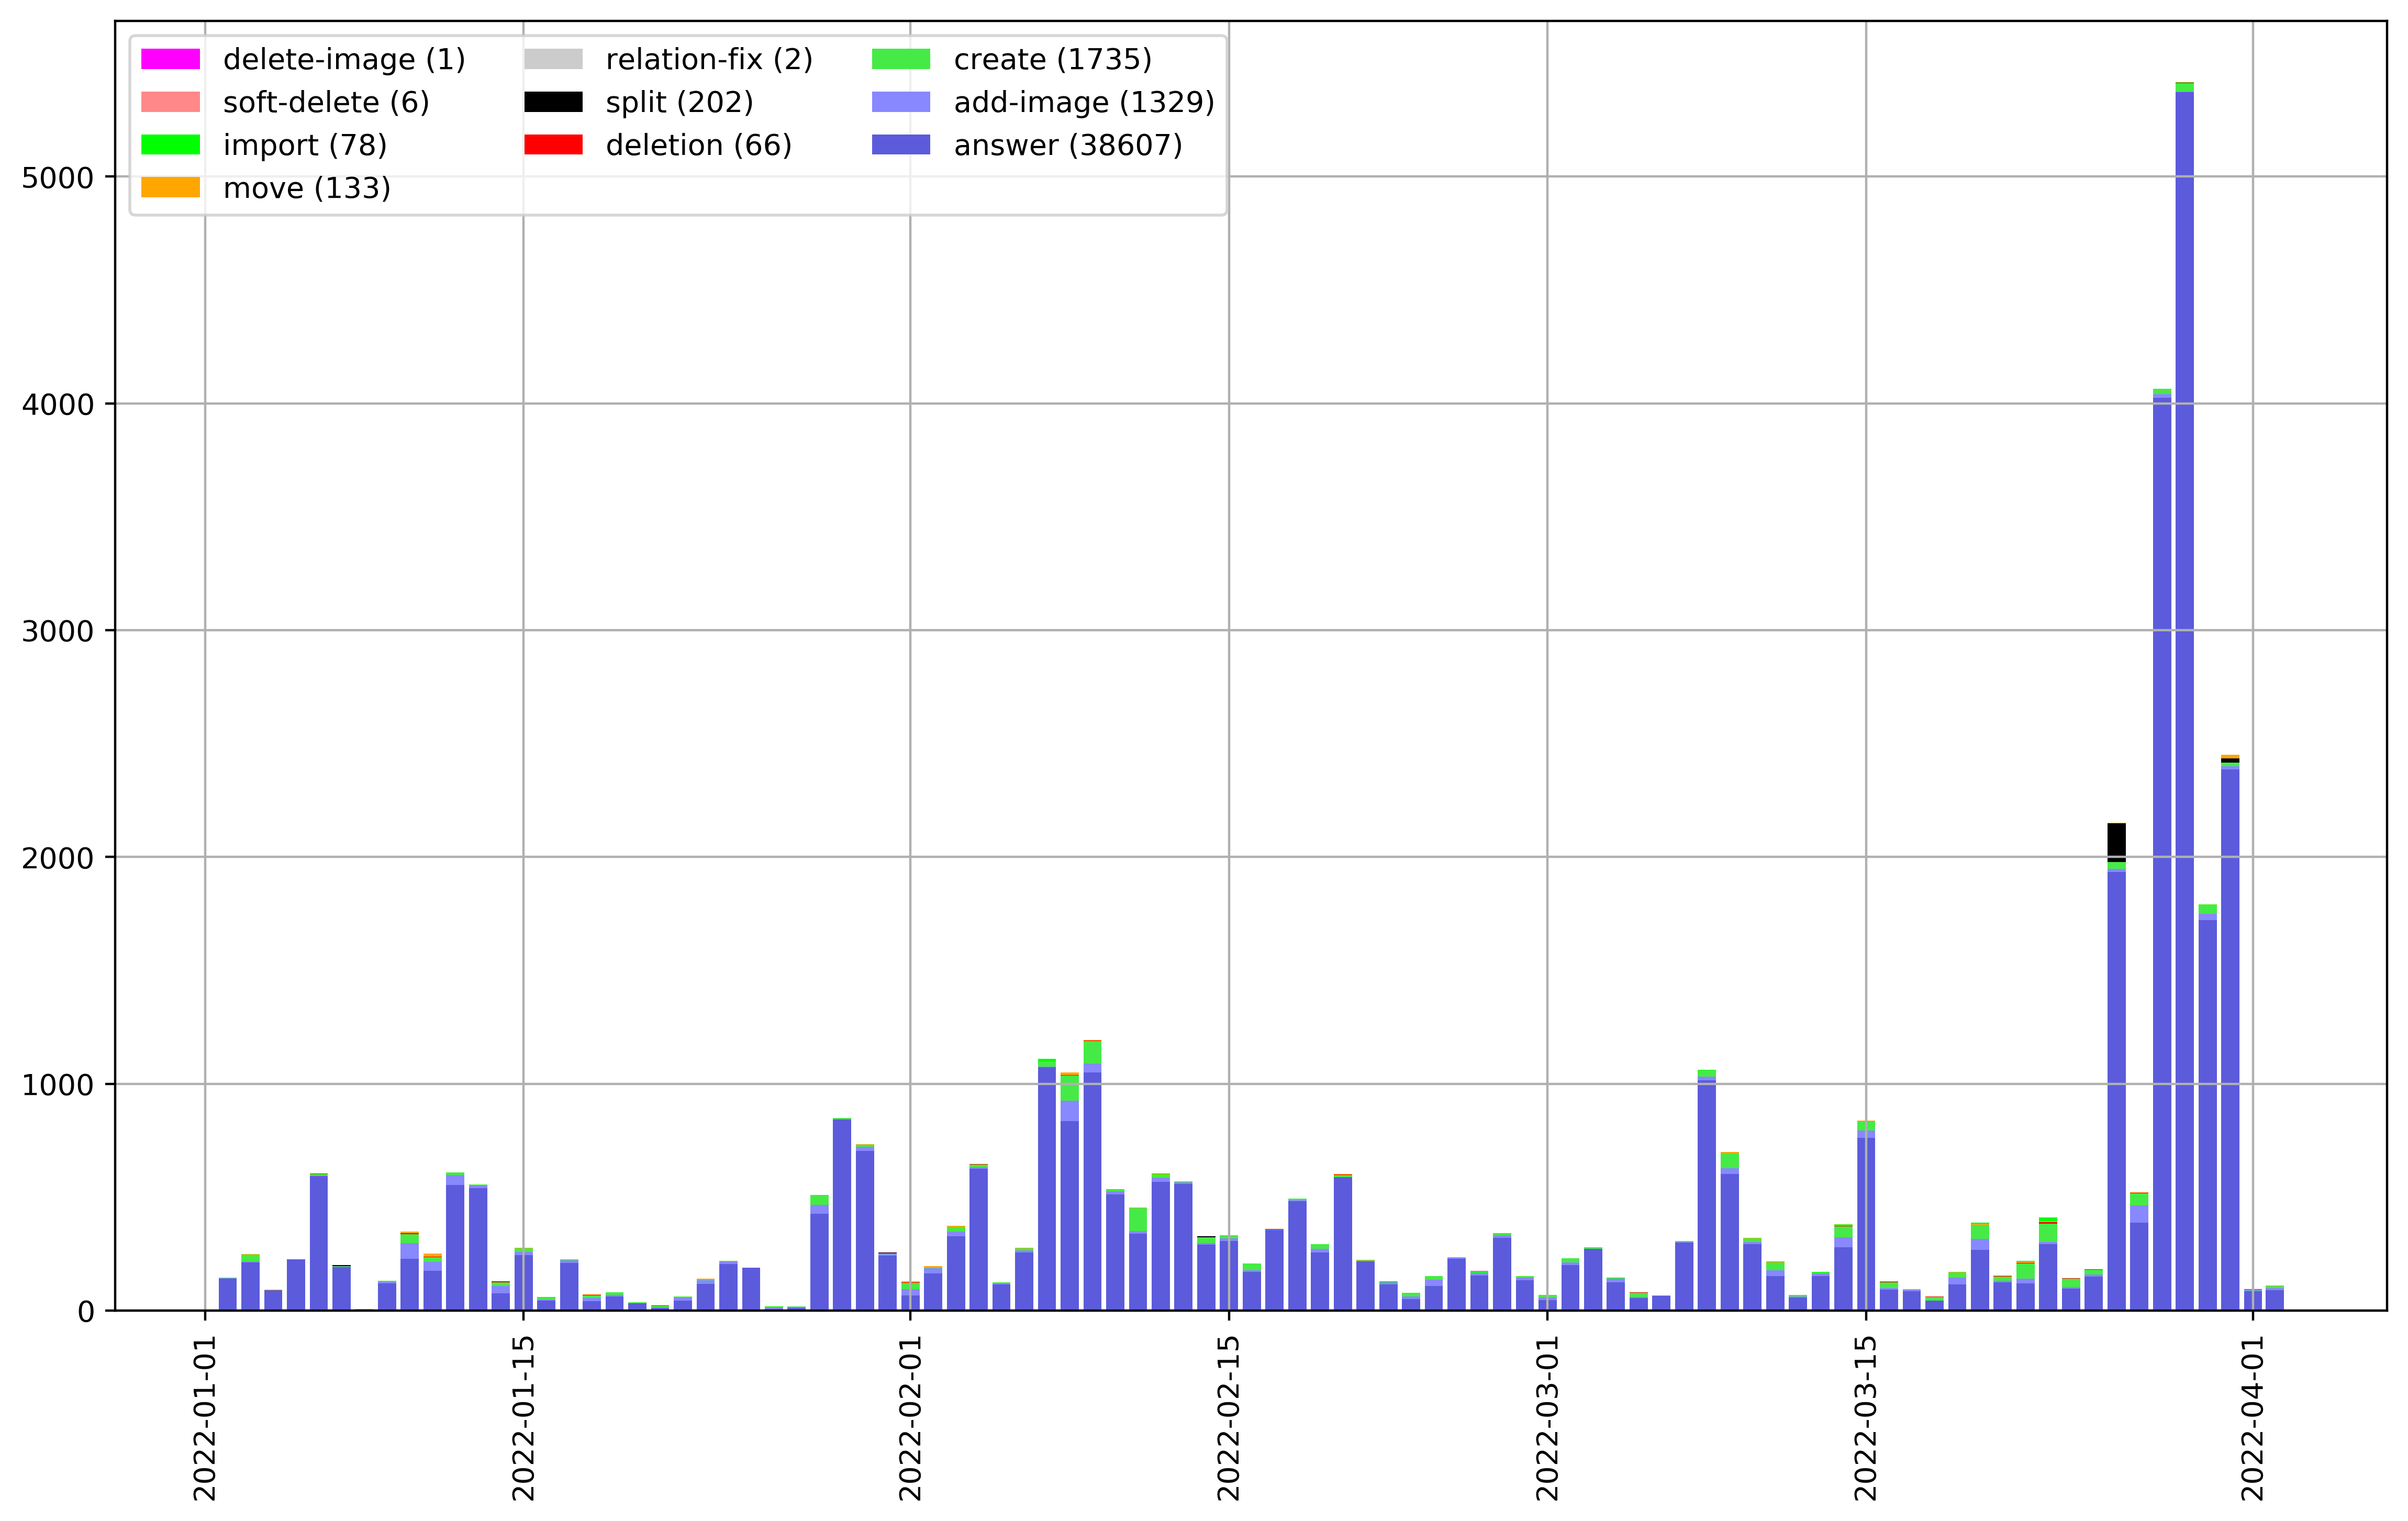 delete-image (1)
soft-delete (6)
import (78)
move (133)
relation-fix (2)
split (202)
deletion (66)
create (1735)
add-image (1329)
answer (38607)
5000
4000
3000
2000
1000
0
2022-01-01
2022-01-15
2022-02-01
2022-02-15
2022-03-01
2022-03-15
2022-04-01